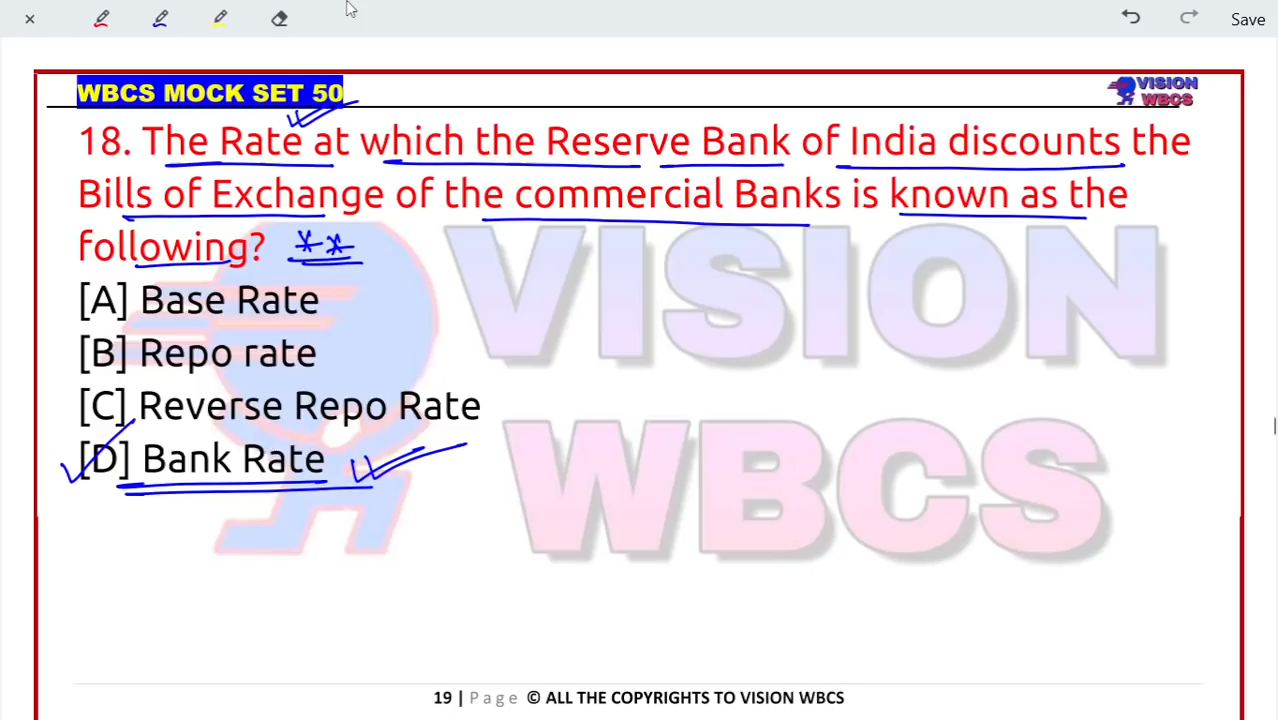 Save
WBCS MOCK SET 50
VISION
WBCS
18. The Rate at which the Reserve Bank of India discounts the
Bills of Exchange of the commercial Banks is known as the
following? **
[A] Base Rate
[B] Repo rate
[C] Reverse Repo Rate
[D] Bank Rate
VISION
WBCS
19 | Page © ALL THE COPYRIGHTS TO VISION WBCS